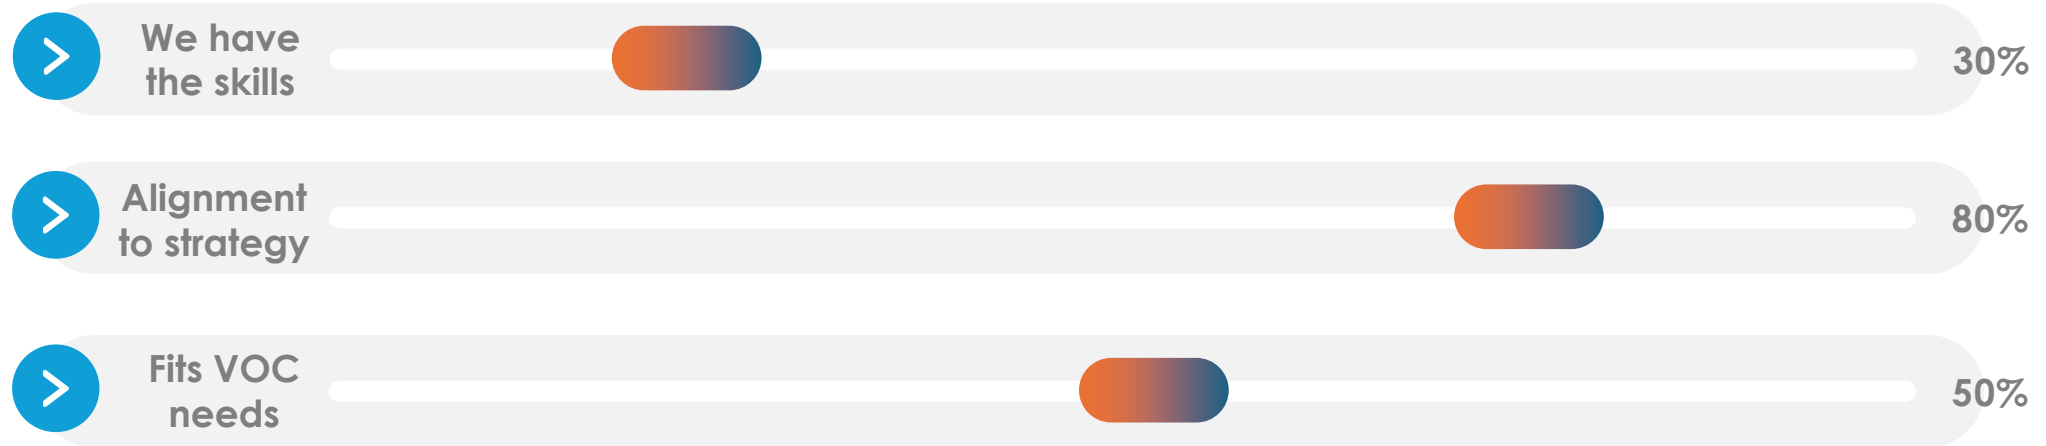 We have
the skills
30%
Alignment
to strategy
80%
Fits VOC
needs
50%